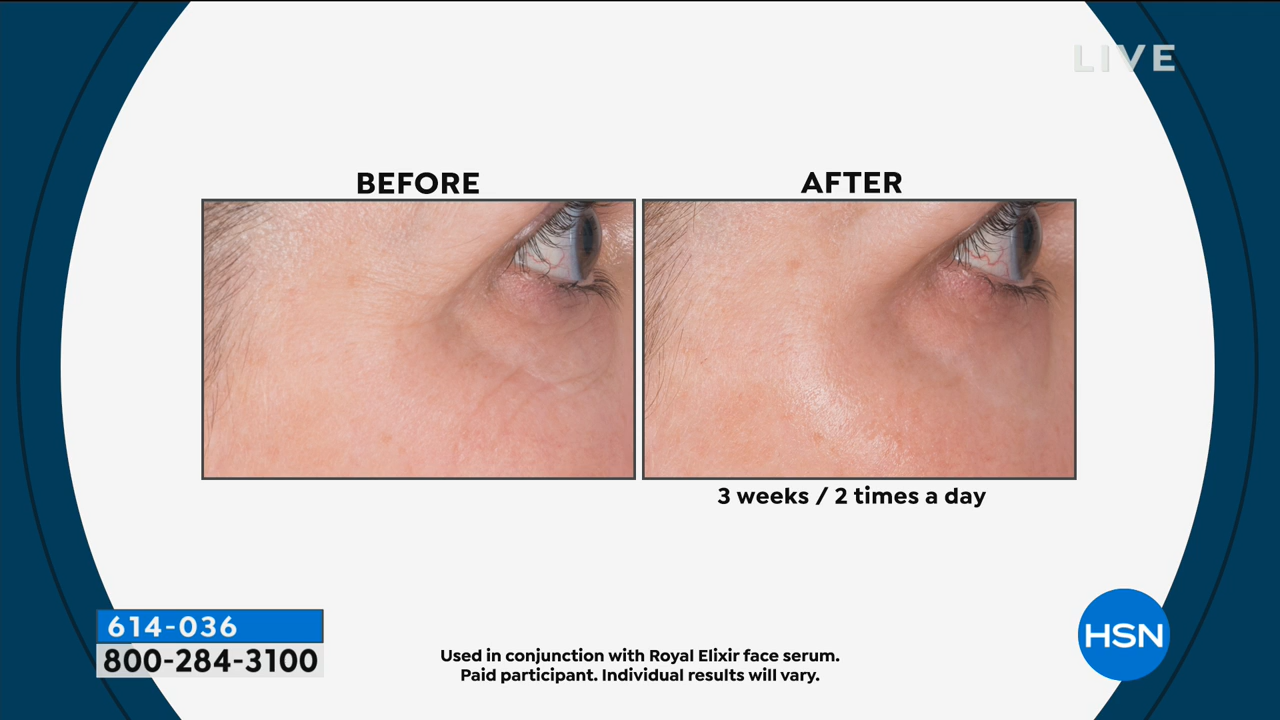 LIVE
BEFORE
AFTER
3 weeks / 2 times a day
614-036
800-284-3100
Used in conjunction with Royal Elixir face serum.
Paid participant. Individual results will vary.
HSN